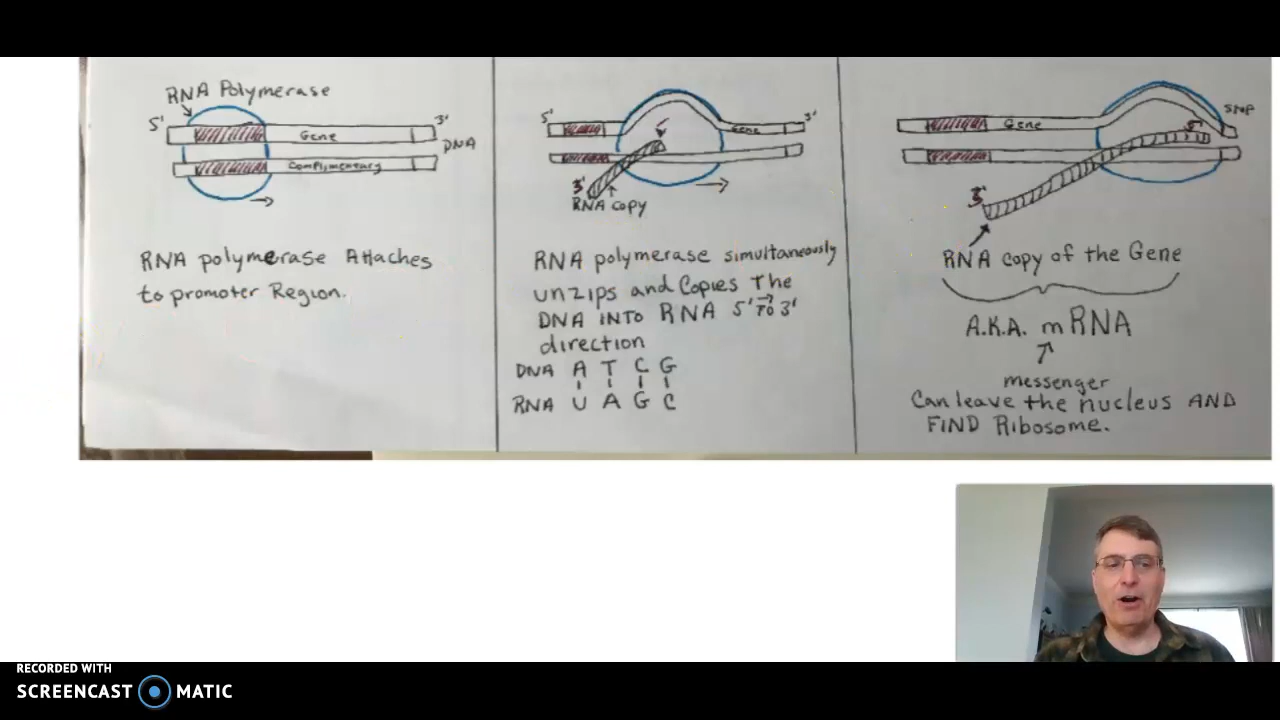 RNA Polymerase
5' 3'
Gene
DNA
Complimentary
RNA polymerase Attaches
to promoter Region.
5' 3'
Gene
3'
RNA copy
RNA polymerase simultaneously
unzips and Copies The
DNA INTO RNA 5' To 3'
direction
DNA A T C G
RNA U A G C
Stop
Gene
5'
3'
RNA copy of the Gene
A.K.A. mRNA
messenger
Can leave the nucleus AND
FIND Ribosome.
RECORDED WITH
SCREENCAST MATIC